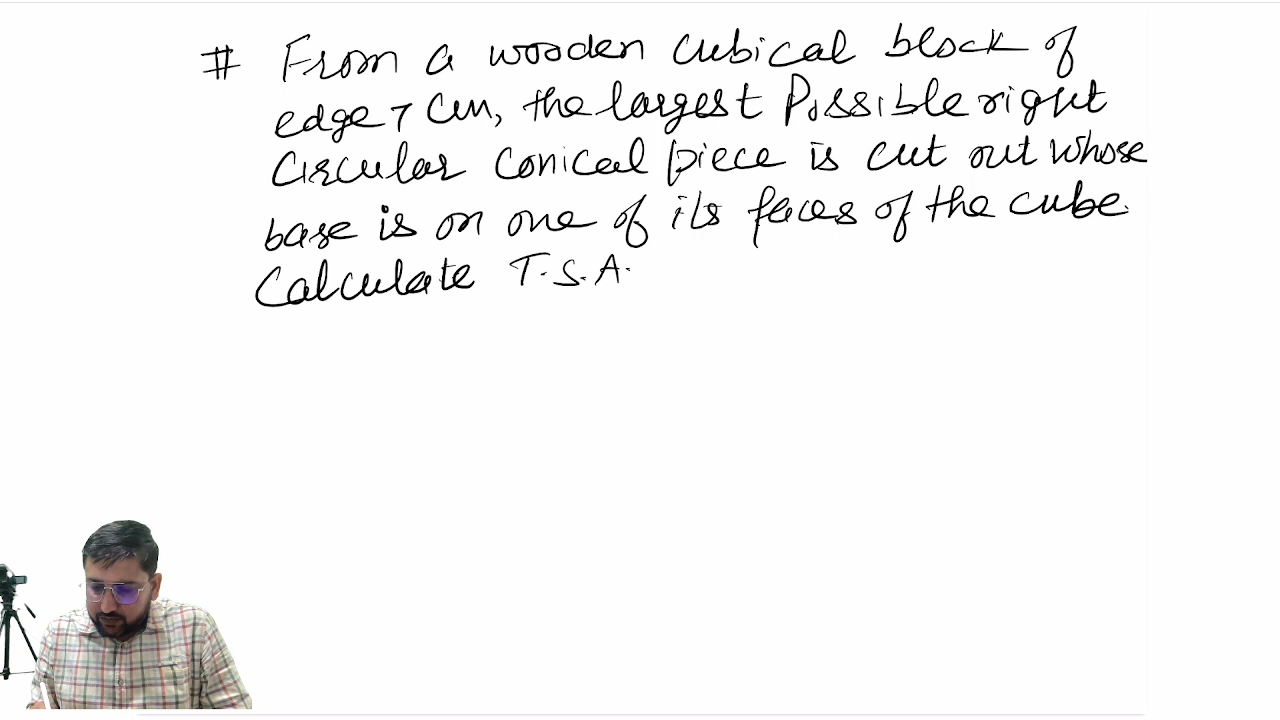 # From a wooden cubical block of
edge 7 cm, the largest possible right
circular conical piece is cut out whose
base is on one of its faces of the cube.
Calculate T.S.A.